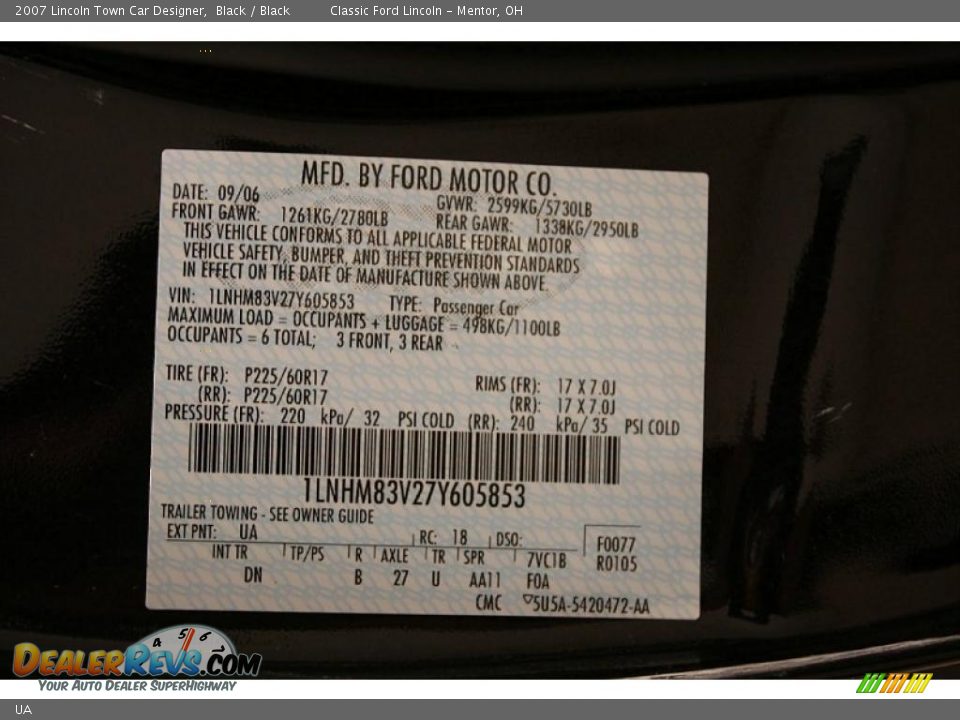 2007 Lincoln Town Car Designer, Black / Black Classic Ford Lincoln - Mentor, OH
MFD. BY FORD MOTOR CO.
DATE: 09/06 GVWR: 2599KG/5730LB
FRONT GAWR: 1261KG/2780LB REAR GAWR: 1338KG/2950LB
THIS VEHICLE CONFORMS TO ALL APPLICABLE FEDERAL MOTOR
VEHICLE SAFETY, BUMPER, AND THEFT PREVENTION STANDARDS
IN EFFECT ON THE DATE OF MANUFACTURE SHOWN ABOVE.
VIN: 1LNHM83V27Y605853 TYPE: Passenger Car
MAXIMUM LOAD = OCCUPANTS + LUGGAGE = 498KG/1100LB
OCCUPANTS = 6 TOTAL; 3 FRONT, 3 REAR
TIRE (FR): P225/60R17 RIMS (FR): 17 X 7.0J
(RR): P225/60R17 (RR): 17 X 7.0J
PRESSURE (FR): 220 kPa/ 32 PSI COLD (RR): 240 kPa/ 35 PSI COLD
1LNHM83V27Y605853
TRAILER TOWING - SEE OWNER GUIDE
EXT PNT: UA RC: 18 DSO: F0077
INT TR TP/PS R AXLE TR SPR 7VC1B R0105
DN B 27 U AA11 F0A
CMC 5U5A-5420472-AA
4 5 6
DEALERREVS.COM
YOUR AUTO DEALER SUPERHIGHWAY
UA